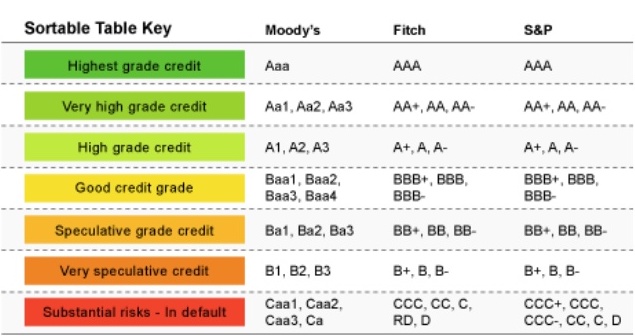 Sortable Table Key Moody's Fitch S&P
Highest grade credit Aaa AAA AAA
Very high grade credit Aa1, Aa2, Aa3 AA+, AA, AA- AA+, AA, AA-
High grade credit A1, A2, A3 A+, A, A- A+, A, A-
Good credit grade Baa1, Baa2, BBB+, BBB, BBB+, BBB,
Baa3, Baa4 BBB- BBB-
Speculative grade credit Ba1, Ba2, Ba3 BB+, BB, BB- BB+, BB, BB-
Very speculative credit B1, B2, B3 B+, B, B- B+, B, B-
Substantial risks - In default Caa1, Caa2, CCC, CC, C, CCC+, CCC,
Caa3, Ca RD, D CCC-, CC, C, D